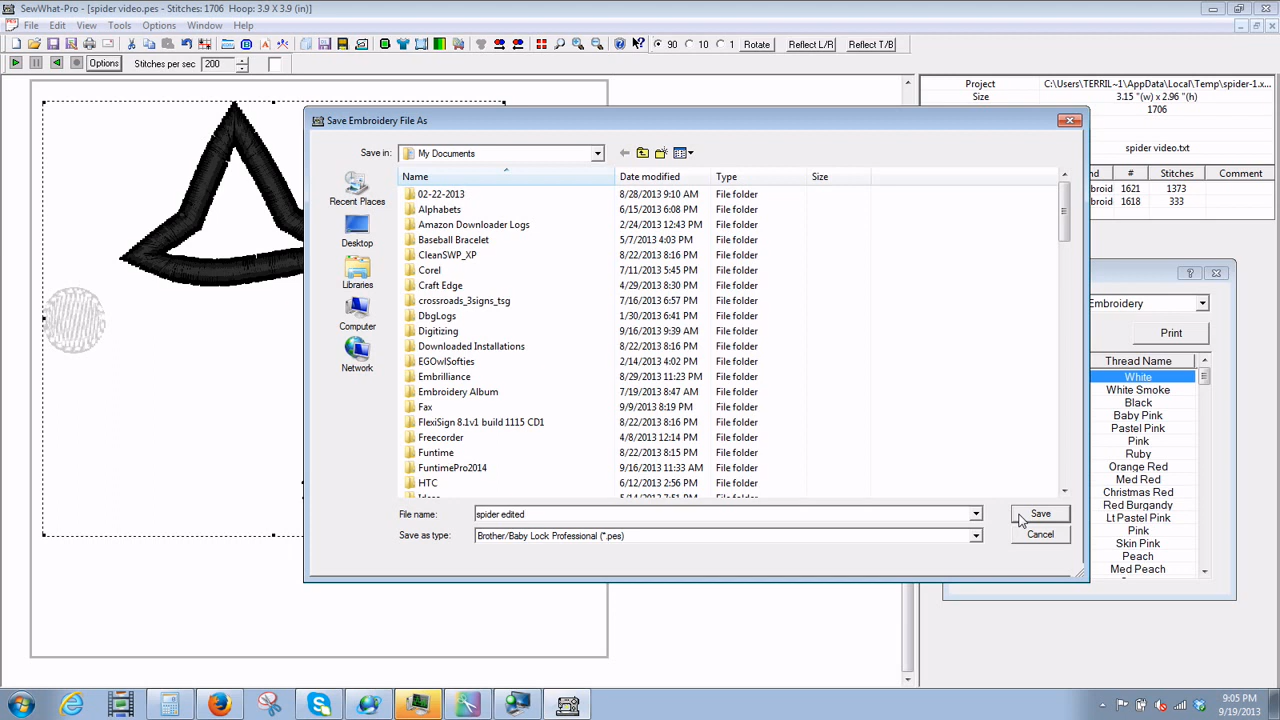 SewWhat-Pro - [spider video.pes - Stitches: 1706  Hoop: 3.9 X 3.9 (in)]
File Edit View Tools Options Window Help
90 10 1 Rotate Reflect L/R Reflect T/B
Options Stitches per sec 200
Project C:\Users\TERRIL~1\AppData\Local\Temp\spider-1.x...
Size 3.15 "(w) x 2.96 "(h)
1706
spider video.txt
nd # Stitches Comment
broid 1621 1373
broid 1618 333
Save Embroidery File As
Save in: My Documents
Name Date modified Type Size
02-22-2013 8/28/2013 9:10 AM File folder
Alphabets 6/15/2013 6:08 PM File folder
Amazon Downloader Logs 2/24/2013 12:43 PM File folder
Baseball Bracelet 5/7/2013 4:03 PM File folder
CleanSWP_XP 8/22/2013 8:16 PM File folder
Corel 7/11/2013 5:45 PM File folder
Craft Edge 4/29/2013 8:30 PM File folder
crossroads_3signs_tsg 7/16/2013 6:57 PM File folder
DbgLogs 1/30/2013 6:41 PM File folder
Digitizing 9/16/2013 9:39 AM File folder
Downloaded Installations 8/22/2013 8:16 PM File folder
EGOwlSofties 2/14/2013 4:02 PM File folder
Embrilliance 8/29/2013 11:23 PM File folder
Embroidery Album 7/19/2013 8:47 AM File folder
Fax 9/9/2013 8:19 PM File folder
FlexiSign 8.1v1 build 1115 CD1 8/22/2013 8:16 PM File folder
Freecorder 4/8/2013 12:14 PM File folder
Funtime 8/22/2013 8:15 PM File folder
FuntimePro2014 9/16/2013 11:33 AM File folder
HTC 6/12/2013 2:56 PM File folder
Recent Places
Desktop
Libraries
Computer
Network
File name: spider edited Save
Save as type: Brother/Baby Lock Professional (*.pes) Cancel
Embroidery
Print
Thread Name
White
White Smoke
Black
Baby Pink
Pastel Pink
Pink
Ruby
Orange Red
Med Red
Christmas Red
Red Burgandy
Lt Pastel Pink
Pink
Skin Pink
Peach
Med Peach
9:05 PM
9/19/2013